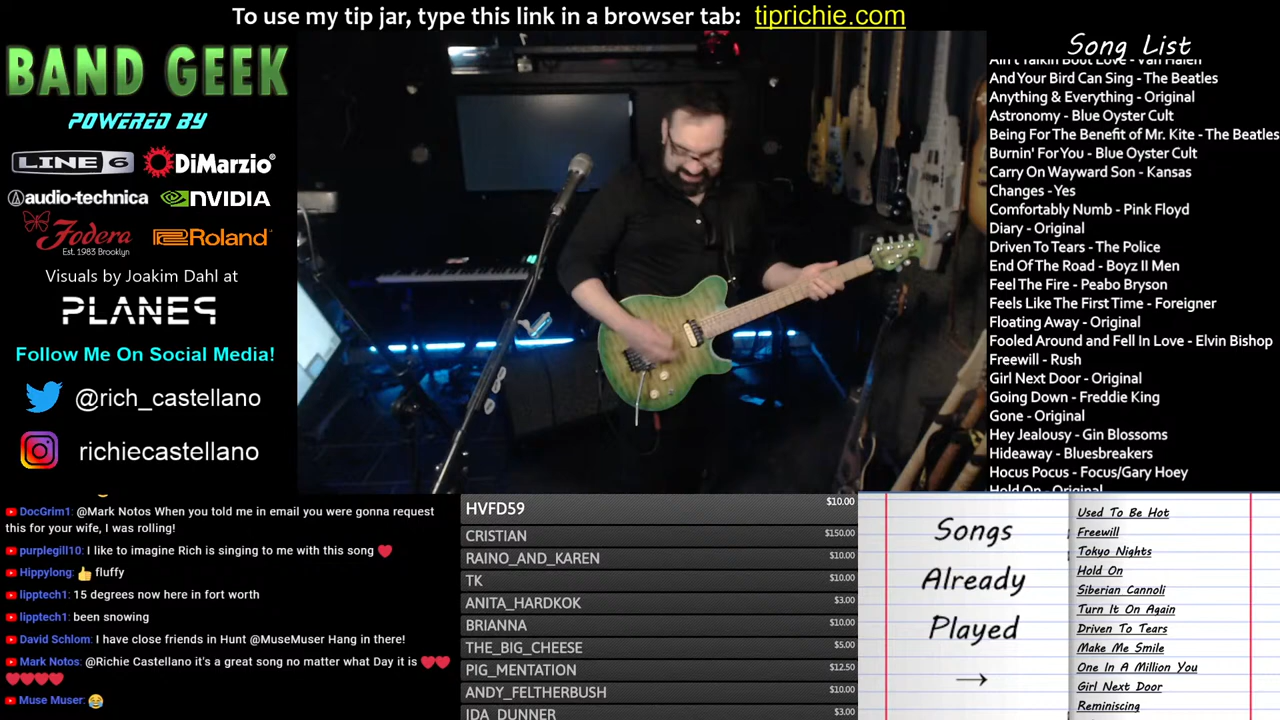 To use my tip jar, type this link in a browser tab: tiprichie.com
BAND GEEK
POWERED BY
LINE 6
DiMarzio
audio-technica
NVIDIA
Fodera
Est. 1983 Brooklyn
Roland
Visuals by Joakim Dahl at
PLANE9
Follow Me On Social Media!
@rich_castellano
richiecastellano
Song List
Ain't Talkin Bout Love - Van Halen
And Your Bird Can Sing - The Beatles
Anything & Everything - Original
Astronomy - Blue Oyster Cult
Being For The Benefit of Mr. Kite - The Beatles
Burnin' For You - Blue Oyster Cult
Carry On Wayward Son - Kansas
Changes - Yes
Comfortably Numb - Pink Floyd
Diary - Original
Driven To Tears - The Police
End Of The Road - Boyz II Men
Feel The Fire - Peabo Bryson
Feels Like The First Time - Foreigner
Floating Away - Original
Fooled Around and Fell In Love - Elvin Bishop
Freewill - Rush
Girl Next Door - Original
Going Down - Freddie King
Gone - Original
Hey Jealousy - Gin Blossoms
Hideaway - Bluesbreakers
Hocus Pocus - Focus/Gary Hoey
Hold On - Original
DocGrim1: @Mark Notos When you told me in email you were gonna request
this for your wife, I was rolling!
purplegill10: I like to imagine Rich is singing to me with this song ❤
Hippylong: 👍 fluffy
lipptech1: 15 degrees now here in fort worth
lipptech1: been snowing
David Schlom: I have close friends in Hunt @MuseMuser Hang in there!
Mark Notos: @Richie Castellano it's a great song no matter what Day it is ❤❤
❤❤❤❤
Muse Muser: 😂
HVFD59 $10.00
CRISTIAN $150.00
RAINO_AND_KAREN $10.00
TK $10.00
ANITA_HARDKOK $3.00
BRIANNA $10.00
THE_BIG_CHEESE $5.00
PIG_MENTATION $12.50
ANDY_FELTHERBUSH $10.00
IDA_DUNNER $3.00
Songs
Already
Played
→
Used To Be Hot
Freewill
Tokyo Nights
Hold On
Siberian Cannoli
Turn It On Again
Driven To Tears
Make Me Smile
One In A Million You
Girl Next Door
Reminiscing